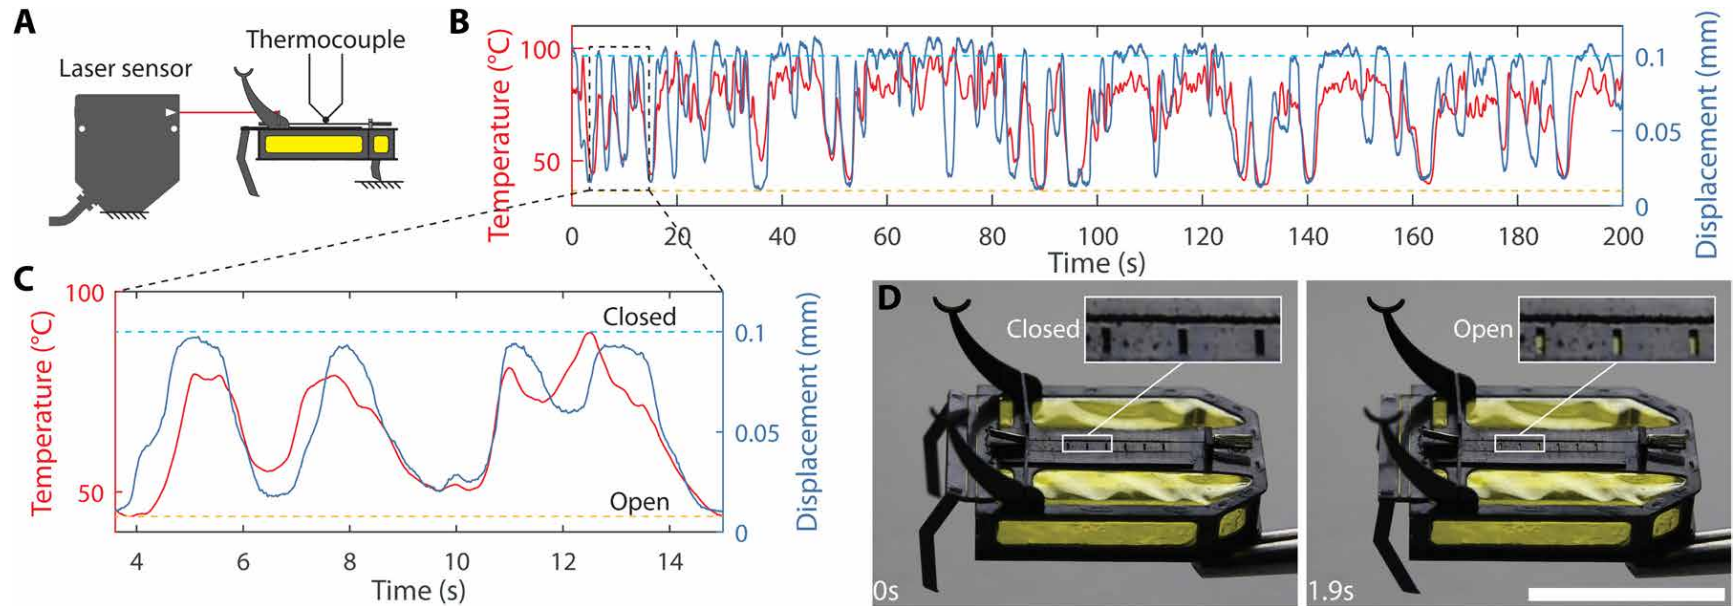 A
Laser sensor
Thermocouple
B
Temperature (°C)
100
50
Displacement (mm)
0.1
0.05
0
0 20 40 60 80 100 120 140 160 180 200
Time (s)
C
Temperature (°C)
100
50
Closed
Open
Displacement (mm)
0.1
0.05
0
4 6 8 10 12 14
Time (s)
D
Closed
0s
Open
1.9s